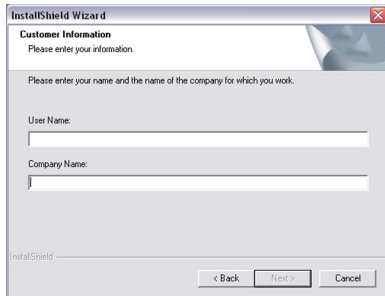 InstallShield Wizard
Customer Information
Please enter your information.
Please enter your name and the name of the company for which you work.
User Name:
Company Name:
InstallShield
< Back
Next >
Cancel